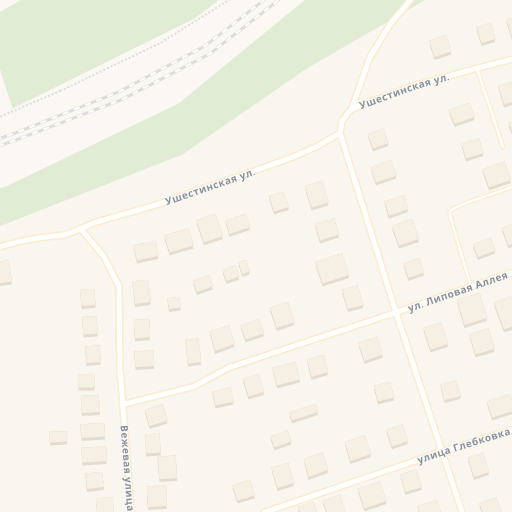 Ушестинская ул.
Ушестинская ул.
ул. Липовая Аллея
Вежевая улица
улица Глебковка